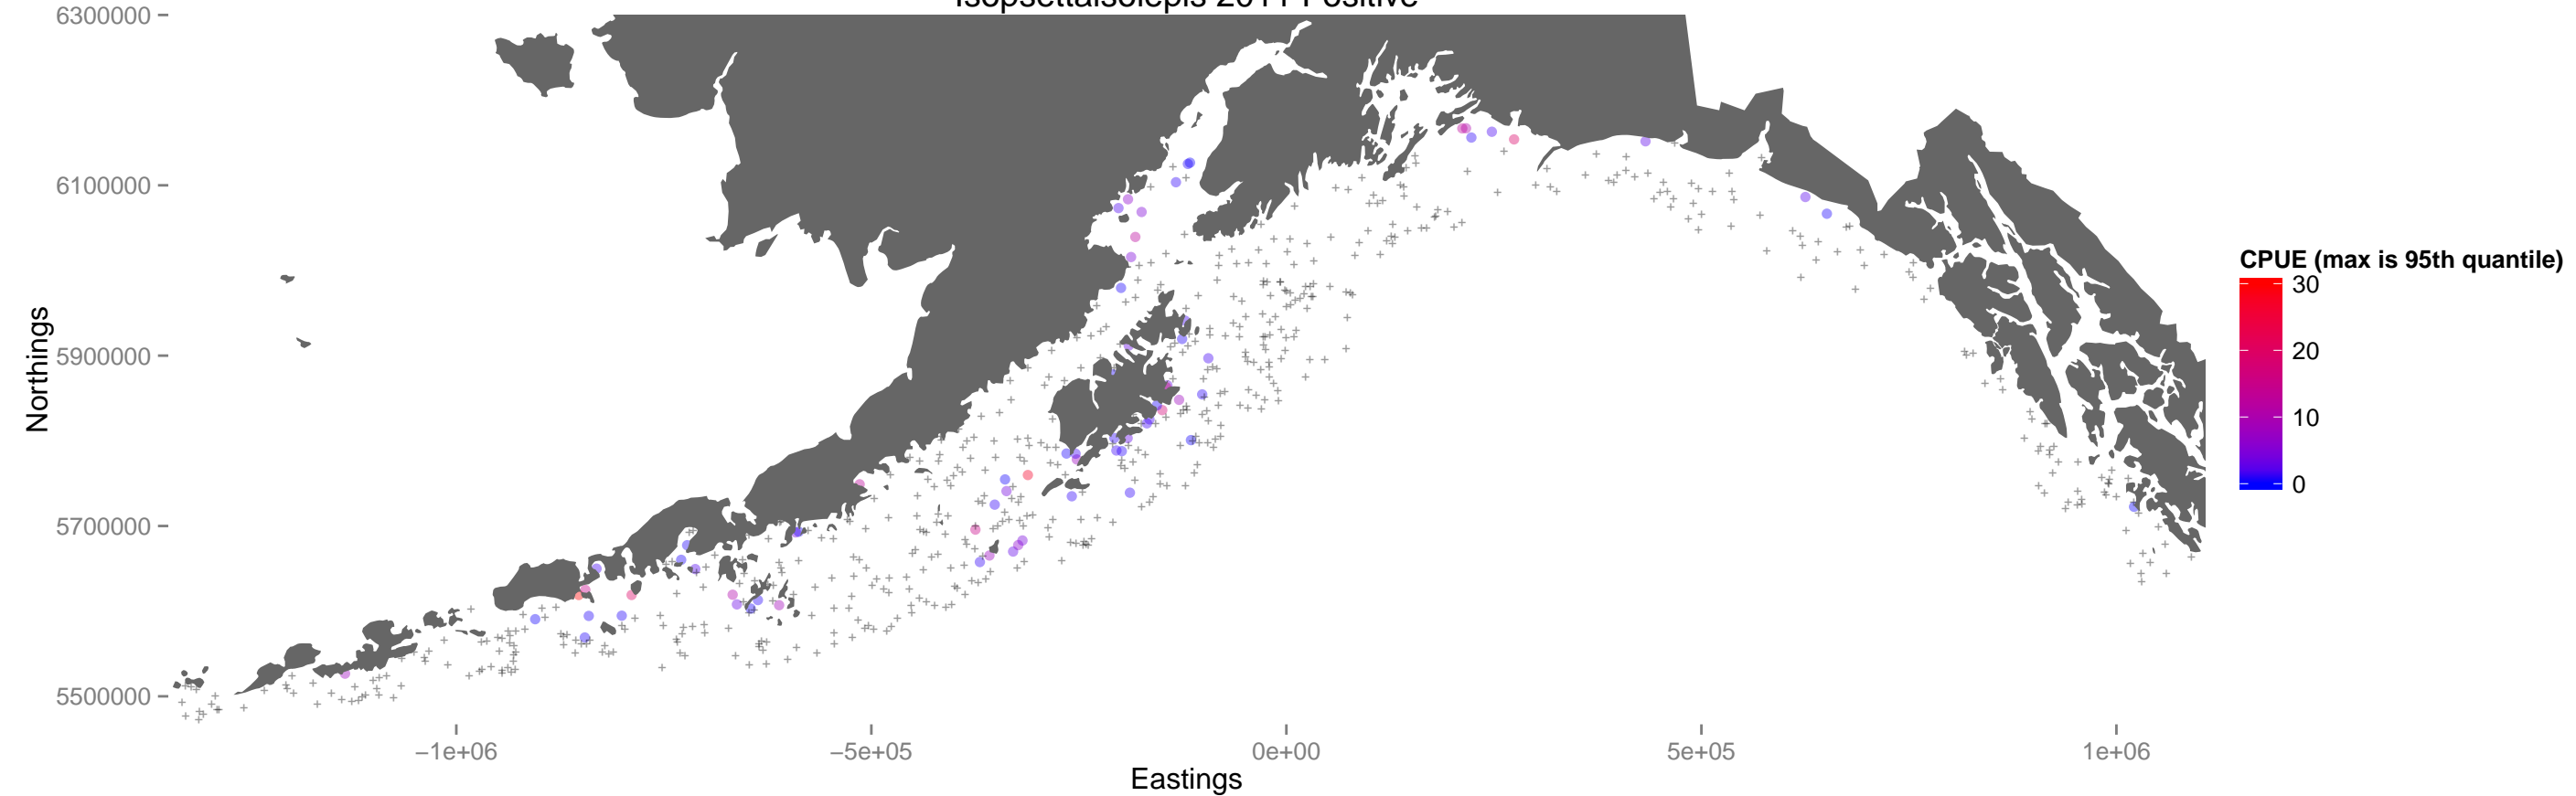 Isopsettaisolepis 2011 Positive
6300000
6100000
5900000
5700000
5500000
Northings
−1e+06
−5e+05
0e+00
5e+05
1e+06
Eastings
CPUE (max is 95th quantile)
30
20
10
0